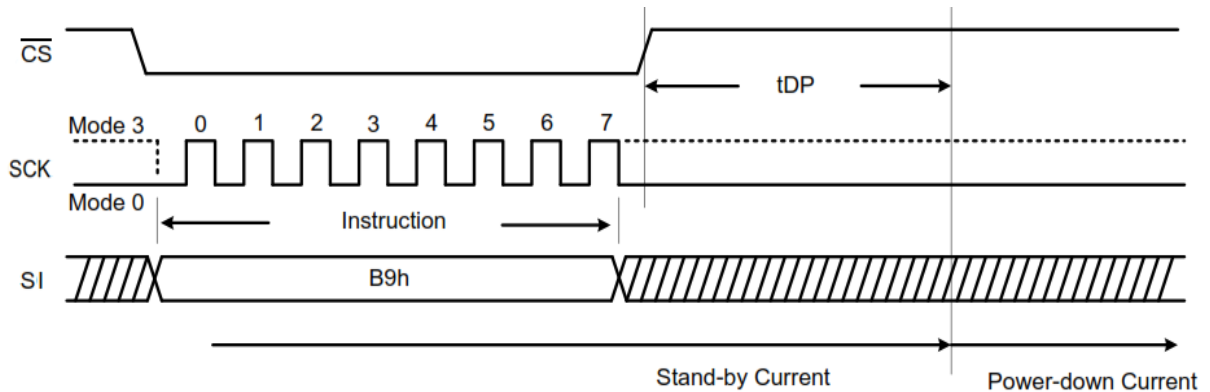 C̅S̅
tDP
Mode 3 0 1 2 3 4 5 6 7
SCK
Mode 0
Instruction
SI B9h
Stand-by Current Power-down Current